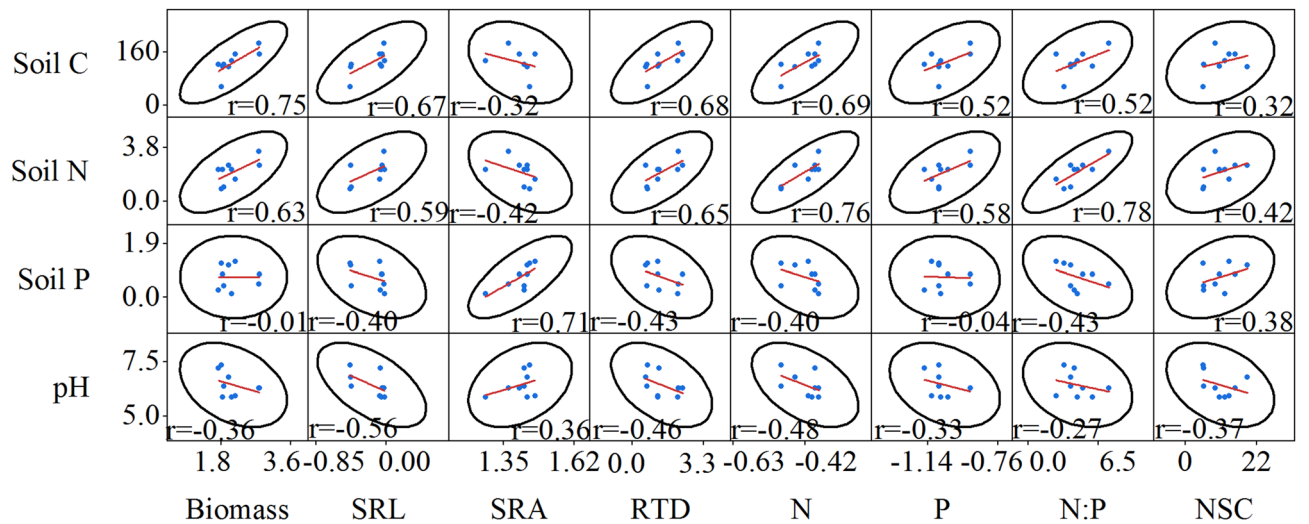 Soil C
160
0
r=0.75
r=0.67
r=-0.32
r=0.68
r=0.69
r=0.52
r=0.52
r=0.32
Soil N
3.8
0.0
r=0.63
r=0.59
r=-0.42
r=0.65
r=0.76
r=0.58
r=0.78
r=0.42
Soil P
1.9
0.0
r=-0.01
r=-0.40
r=0.71
r=-0.43
r=-0.40
r=-0.04
r=-0.43
r=0.38
pH
7.5
5.0
r=-0.36
r=-0.56
r=0.36
r=-0.46
r=-0.48
r=-0.33
r=-0.27
r=-0.37
1.8 3.6 -0.85 0.00 1.35 1.62 0.0 3.3 -0.63 -0.42 -1.14 -0.76 0.0 6.5 0 22
Biomass SRL SRA RTD N P N:P NSC